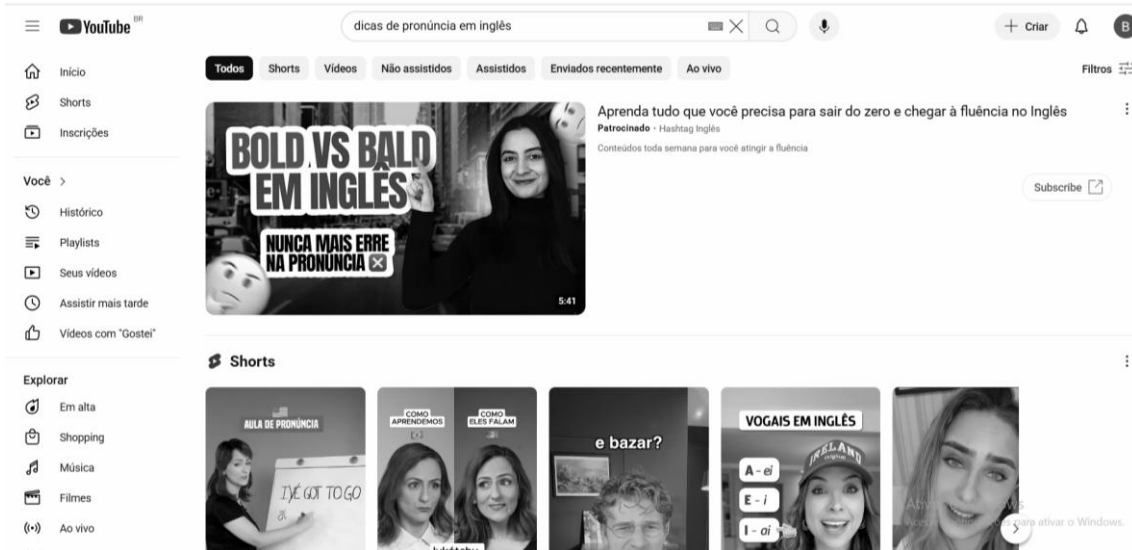 YouTube BR
dicas de pronúncia em inglês
Criar
B
Início
Shorts
Inscrições
Você
Histórico
Playlists
Seus vídeos
Assistir mais tarde
Vídeos com "Gostei"
Explorar
Em alta
Shopping
Música
Filmes
Ao vivo
Todos
Shorts
Vídeos
Não assistidos
Assistidos
Enviados recentemente
Ao vivo
Filtros
BOLD VS BALD
EM INGLÊS
NUNCA MAIS ERRE
NA PRONÚNCIA
5:41
Aprenda tudo que você precisa para sair do zero e chegar à fluência no Inglês
Patrocinado · Hashtag Inglês
Conteúdos toda semana para você atingir a fluência
Subscribe
Shorts
AULA DE PRONÚNCIA
I'VE GOT TO GO
COMO
APRENDEMOS
COMO
ELES FALAM
e bazar?
VOGAIS EM INGLÊS
A - ei
E - i
I - ai
IRELAND
para ativar o Windows.